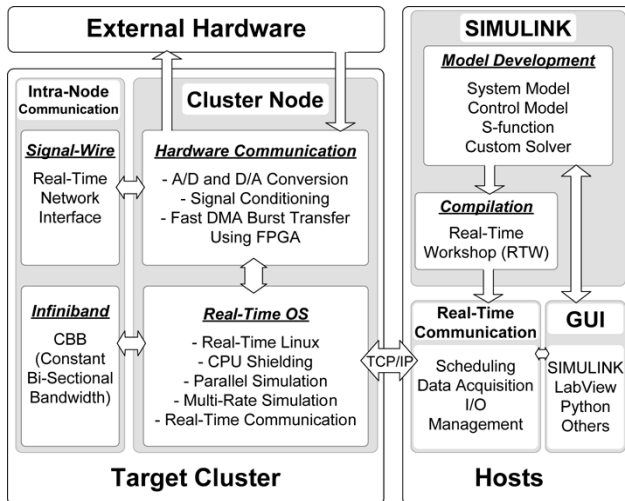 External Hardware
Intra-Node
Communication
Signal-Wire
Real-Time
Network
Interface
Infiniband
CBB
(Constant
Bi-Sectional
Bandwidth)
Cluster Node
Hardware Communication
- A/D and D/A Conversion
- Signal Conditioning
- Fast DMA Burst Transfer
Using FPGA
Real-Time OS
- Real-Time Linux
- CPU Shielding
- Parallel Simulation
- Multi-Rate Simulation
- Real-Time Communication
Target Cluster
TCP/IP
SIMULINK
Model Development
System Model
Control Model
S-function
Custom Solver
Compilation
Real-Time
Workshop (RTW)
Real-Time
Communication
Scheduling
Data Acquisition
I/O
Management
GUI
SIMULINK
LabView
Python
Others
Hosts